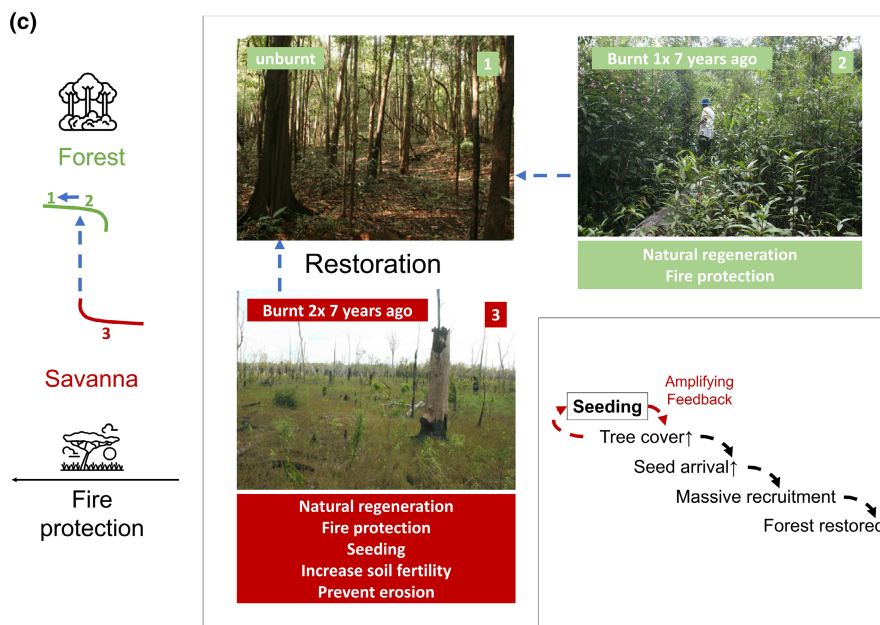 (c)
Forest
1
2
3
Savanna
Fire
protection
unburnt
1
Burnt 1x 7 years ago
2
Natural regeneration
Fire protection
Restoration
Burnt 2x 7 years ago
3
Natural regeneration
Fire protection
Seeding
Increase soil fertility
Prevent erosion
Amplifying
Feedback
Seeding
Tree cover↑
Seed arrival↑
Massive recruitment
Forest restored